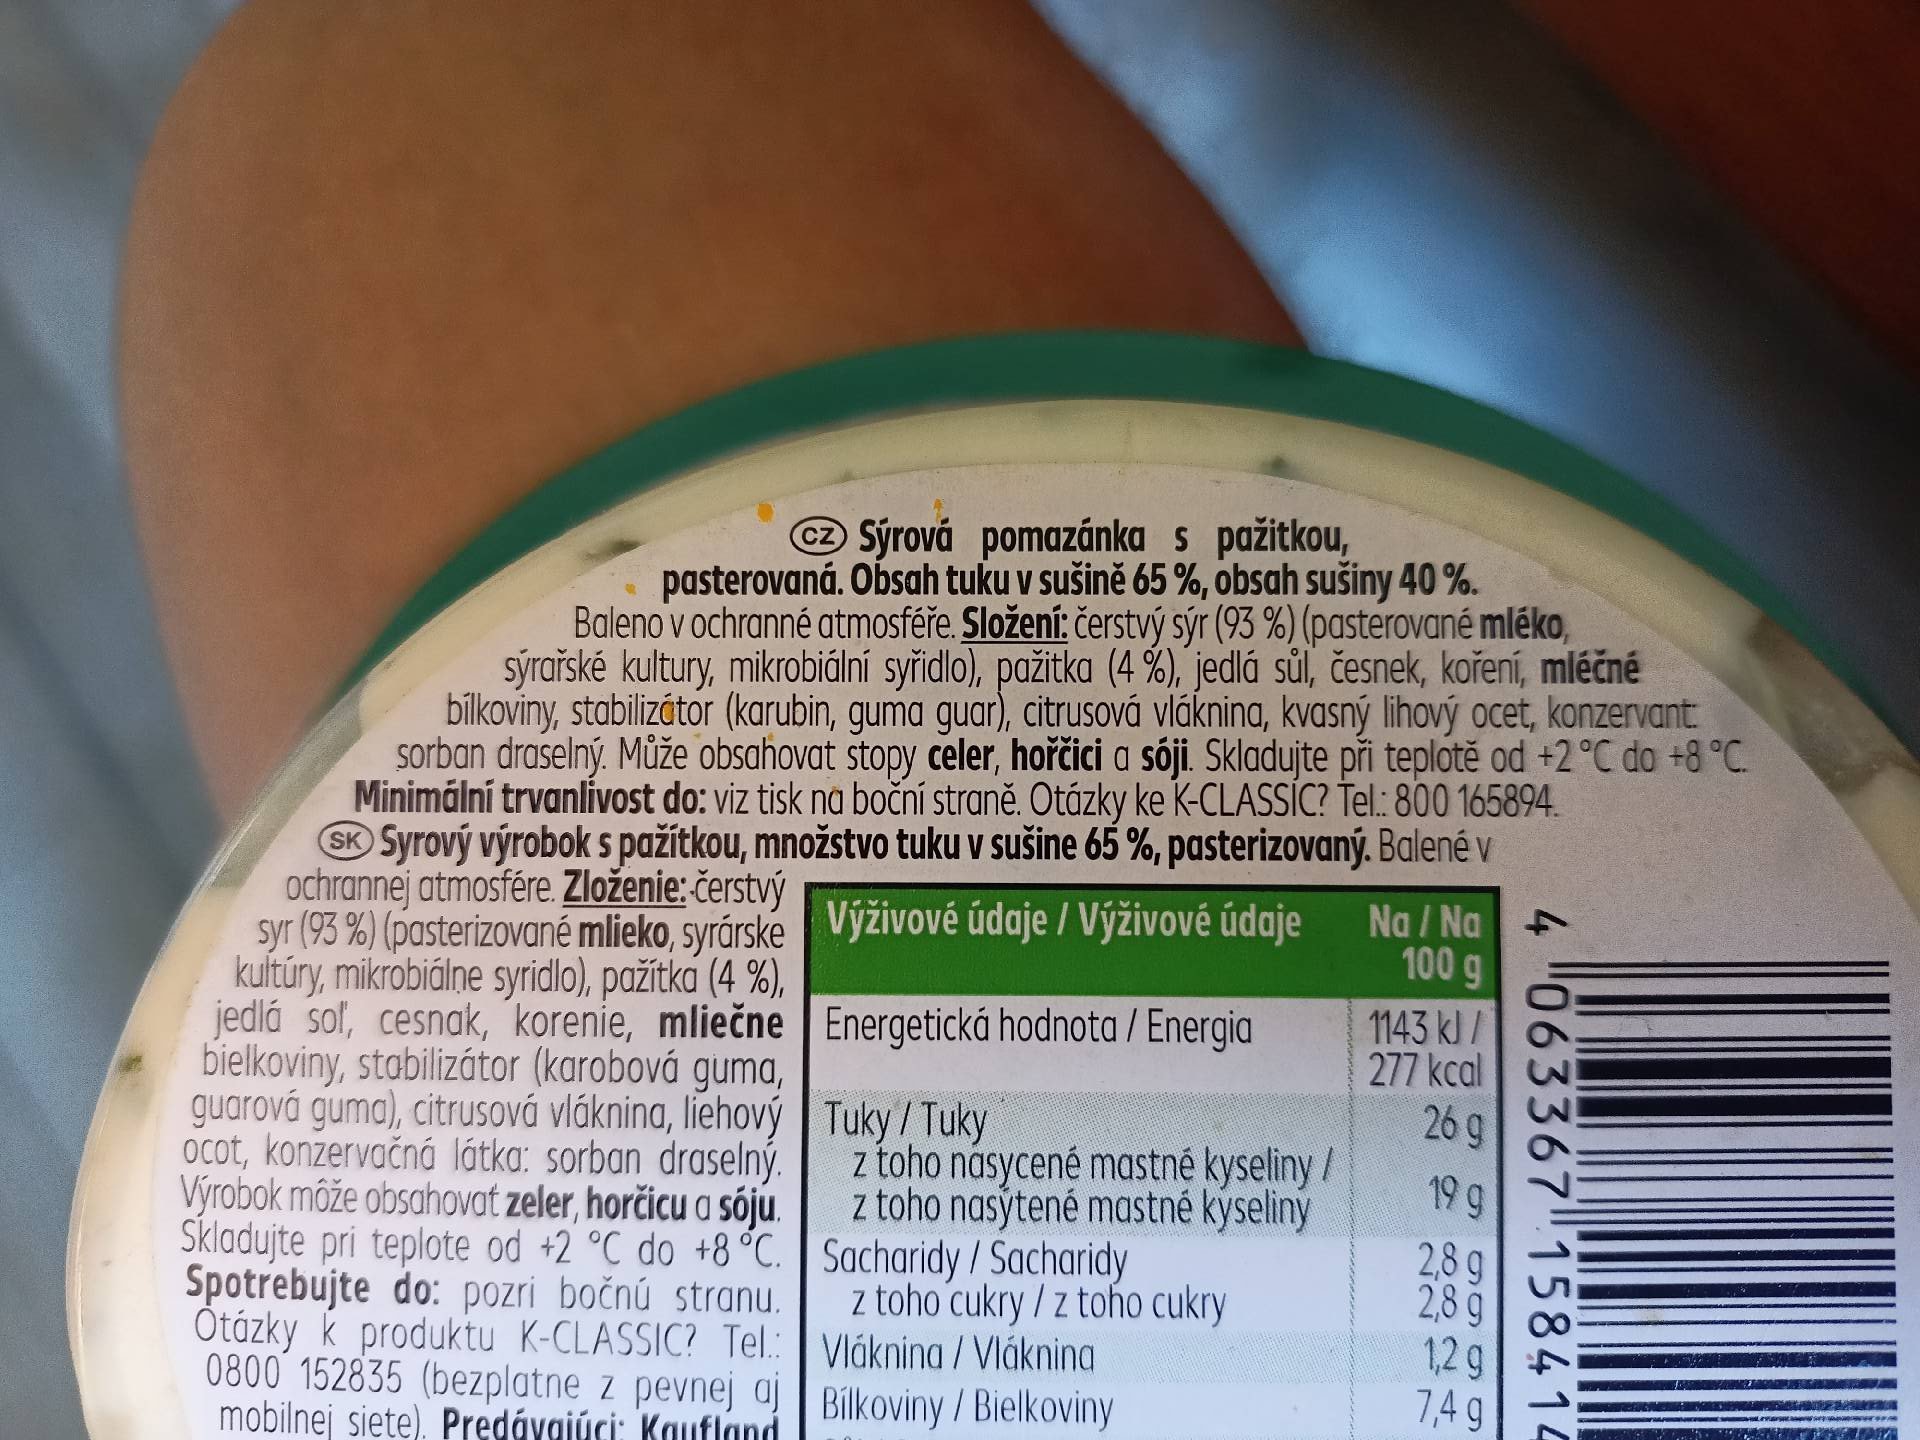 CZ Sýrová pomazánka s pažitkou,
pasterovaná. Obsah tuku v sušině 65 %, obsah sušiny 40 %.
Baleno v ochranné atmosféře. Složení: čerstvý sýr (93 %) (pasterované mléko,
sýrařské kultury, mikrobiální syřidlo), pažitka (4 %), jedlá sůl, česnek, koření, mléčné
bílkoviny, stabilizátor (karubin, guma guar), citrusová vláknina, kvasný lihový ocet, konzervant:
sorban draselný. Může obsahovat stopy celer, hořčici a sóji. Skladujte při teplotě od +2 °C do +8 °C.
Minimální trvanlivost do: viz tisk na boční straně. Otázky ke K-CLASSIC? Tel.: 800 165894.
SK Syrový výrobok s pažítkou, množstvo tuku v sušine 65 %, pasterizovaný. Balené v
ochrannej atmosfére. Zloženie: čerstvý
syr (93 %) (pasterizované mlieko, syrárske
kultúry, mikrobiálne syridlo), pažítka (4 %),
jedlá soľ, cesnak, korenie, mliečne
bielkoviny, stabilizátor (karobová guma,
guarová guma), citrusová vláknina, liehový
ocot, konzervačná látka: sorban draselný.
Výrobok môže obsahovať zeler, horčicu a sóju.
Skladujte pri teplote od +2 °C do +8 °C.
Spotrebujte do: pozri bočnú stranu.
Otázky k produktu K-CLASSIC? Tel.:
0800 152835 (bezplatne z pevnej aj
mobilnej siete). Predávajúci: Kaufland
Výživové údaje / Výživové údaje Na / Na
100 g
Energetická hodnota / Energia 1143 kJ /
277 kcal
Tuky / Tuky 26 g
z toho nasycené mastné kyseliny /
z toho nasýtené mastné kyseliny 19 g
Sacharidy / Sacharidy 2,8 g
z toho cukry / z toho cukry 2,8 g
Vláknina / Vláknina 1,2 g
Bílkoviny / Bielkoviny 7,4 g
4 063367 158414